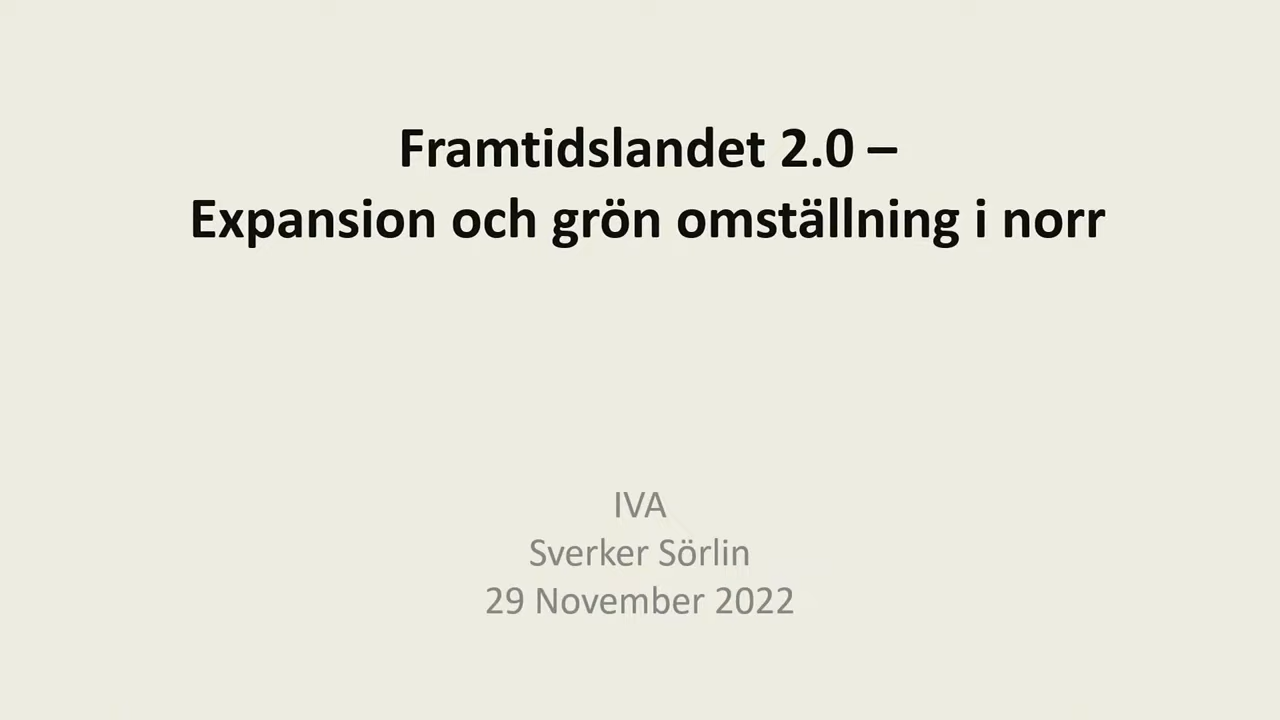 Framtidslandet 2.0 –
Expansion och grön omställning i norr
IVA
Sverker Sörlin
29 November 2022